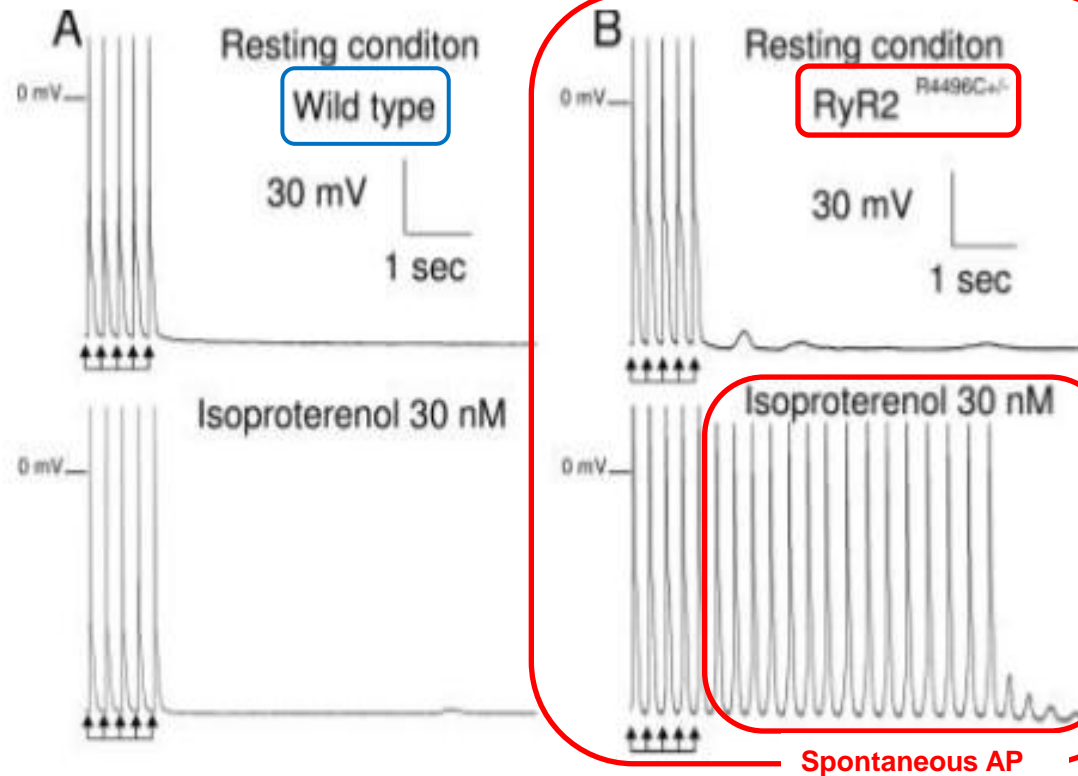 A
Resting conditon
0 mV
Wild type
30 mV
1 sec
Isoproterenol 30 nM
0 mV
B
Resting conditon
0 mV
RyR2 R4496C+/-
30 mV
1 sec
Isoproterenol 30 nM
0 mV
Spontaneous AP